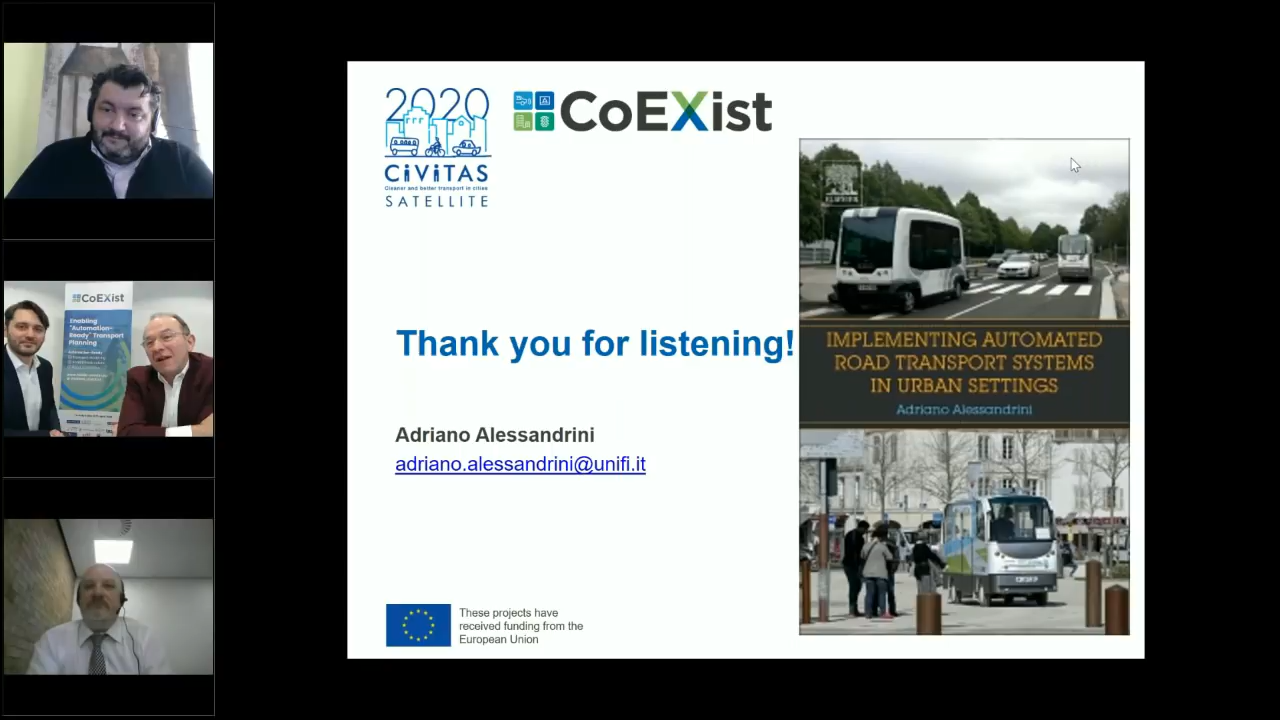 CoEXist
Enabling
"Automation-
Ready" Transport
Planning
2020
CiViTAS
Cleaner and better transport in cities
SATELLITE
CoEXist
Thank you for listening!
Adriano Alessandrini
adriano.alessandrini@unifi.it
These projects have
received funding from the
European Union
IMPLEMENTING AUTOMATED
ROAD TRANSPORT SYSTEMS
IN URBAN SETTINGS
Adriano Alessandrini